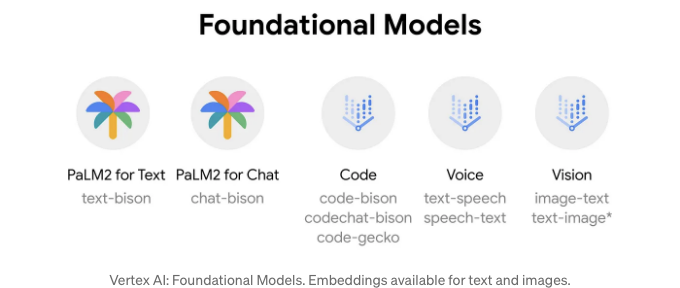 Foundational Models
PaLM2 for Text PaLM2 for Chat Code Voice Vision
text-bison chat-bison code-bison text-speech image-text
codechat-bison speech-text text-image*
code-gecko
Vertex AI: Foundational Models. Embeddings available for text and images.